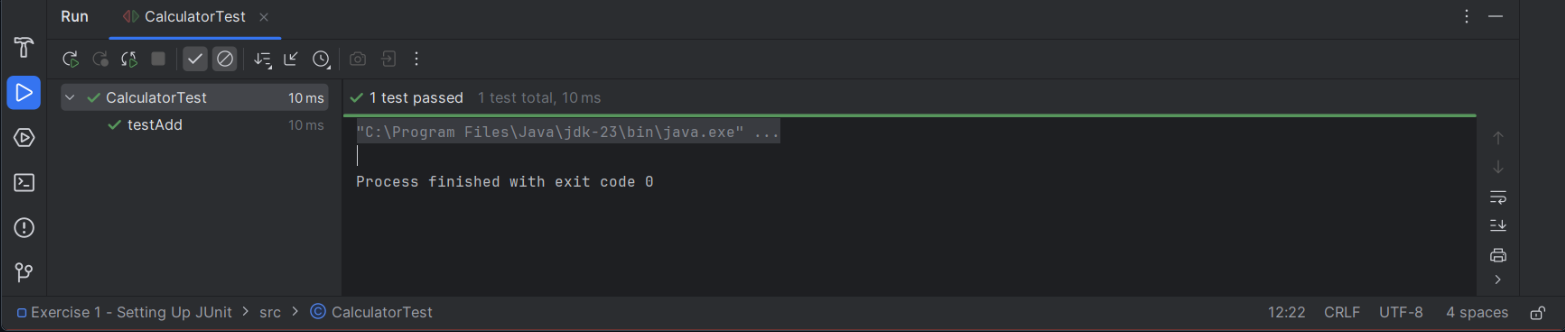 Run CalculatorTest
CalculatorTest 10 ms
testAdd 10 ms
1 test passed 1 test total, 10 ms
"C:\Program Files\Java\jdk-23\bin\java.exe" ...
Process finished with exit code 0
Exercise 1 - Setting Up JUnit > src > CalculatorTest 12:22 CRLF UTF-8 4 spaces